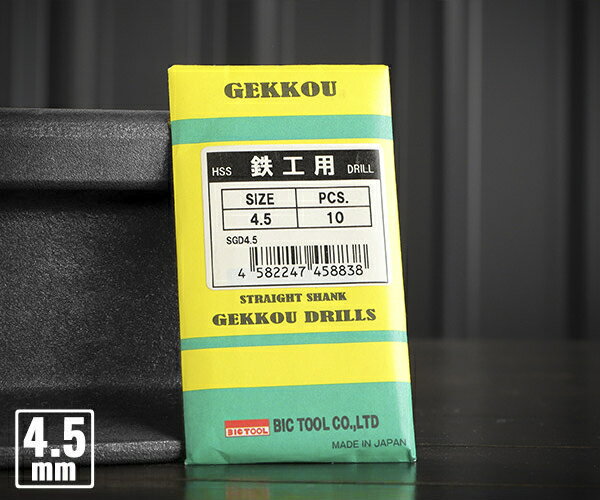 GEKKOU
HSS 鉄工用 DRILL
SIZE PCS.
4.5 10
SGD4.5
4 582247 458838
STRAIGHT SHANK
GEKKOU DRILLS
BIC TOOL BIC TOOL CO.,LTD
MADE IN JAPAN
4.5
mm